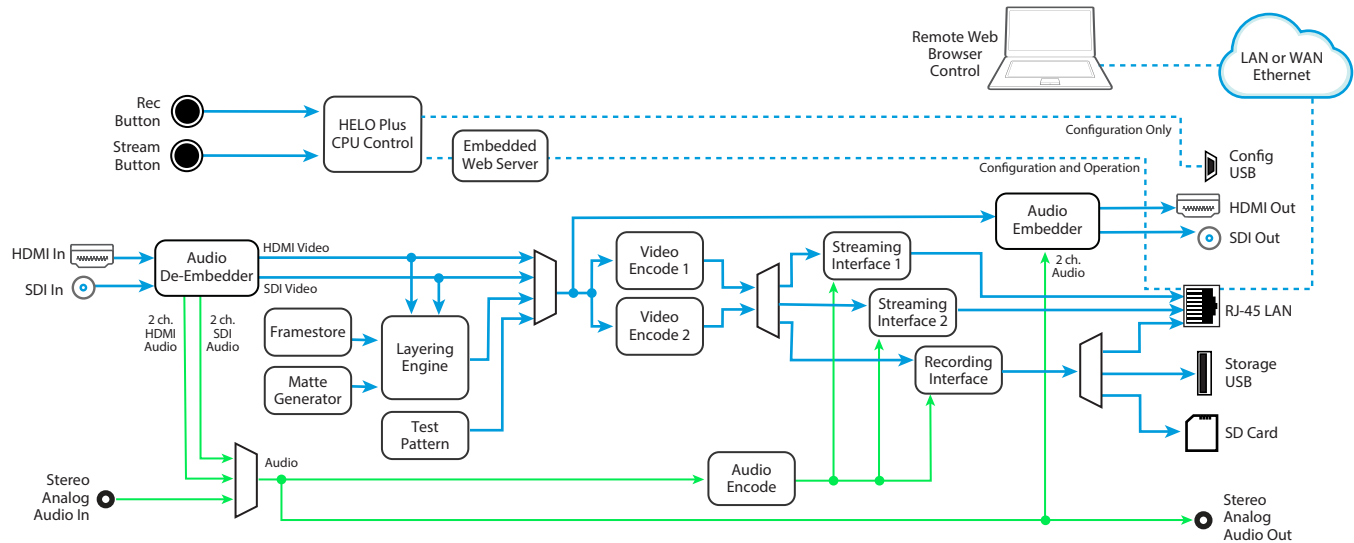 Remote Web
Browser
Control
LAN or WAN
Ethernet
Rec
Button
Stream
Button
HELO Plus
CPU Control
Embedded
Web Server
Configuration Only
Configuration and Operation
Config
USB
HDMI In
SDI In
Audio
De-Embedder
HDMI Video
SDI Video
2 ch.
HDMI
Audio
2 ch.
SDI
Audio
Framestore
Matte
Generator
Layering
Engine
Test
Pattern
Video
Encode 1
Video
Encode 2
Streaming
Interface 1
Streaming
Interface 2
Recording
Interface
Audio
Embedder
2 ch.
Audio
HDMI Out
SDI Out
RJ-45 LAN
Storage
USB
SD Card
Stereo
Analog
Audio In
Audio
Audio
Encode
Stereo
Analog
Audio Out